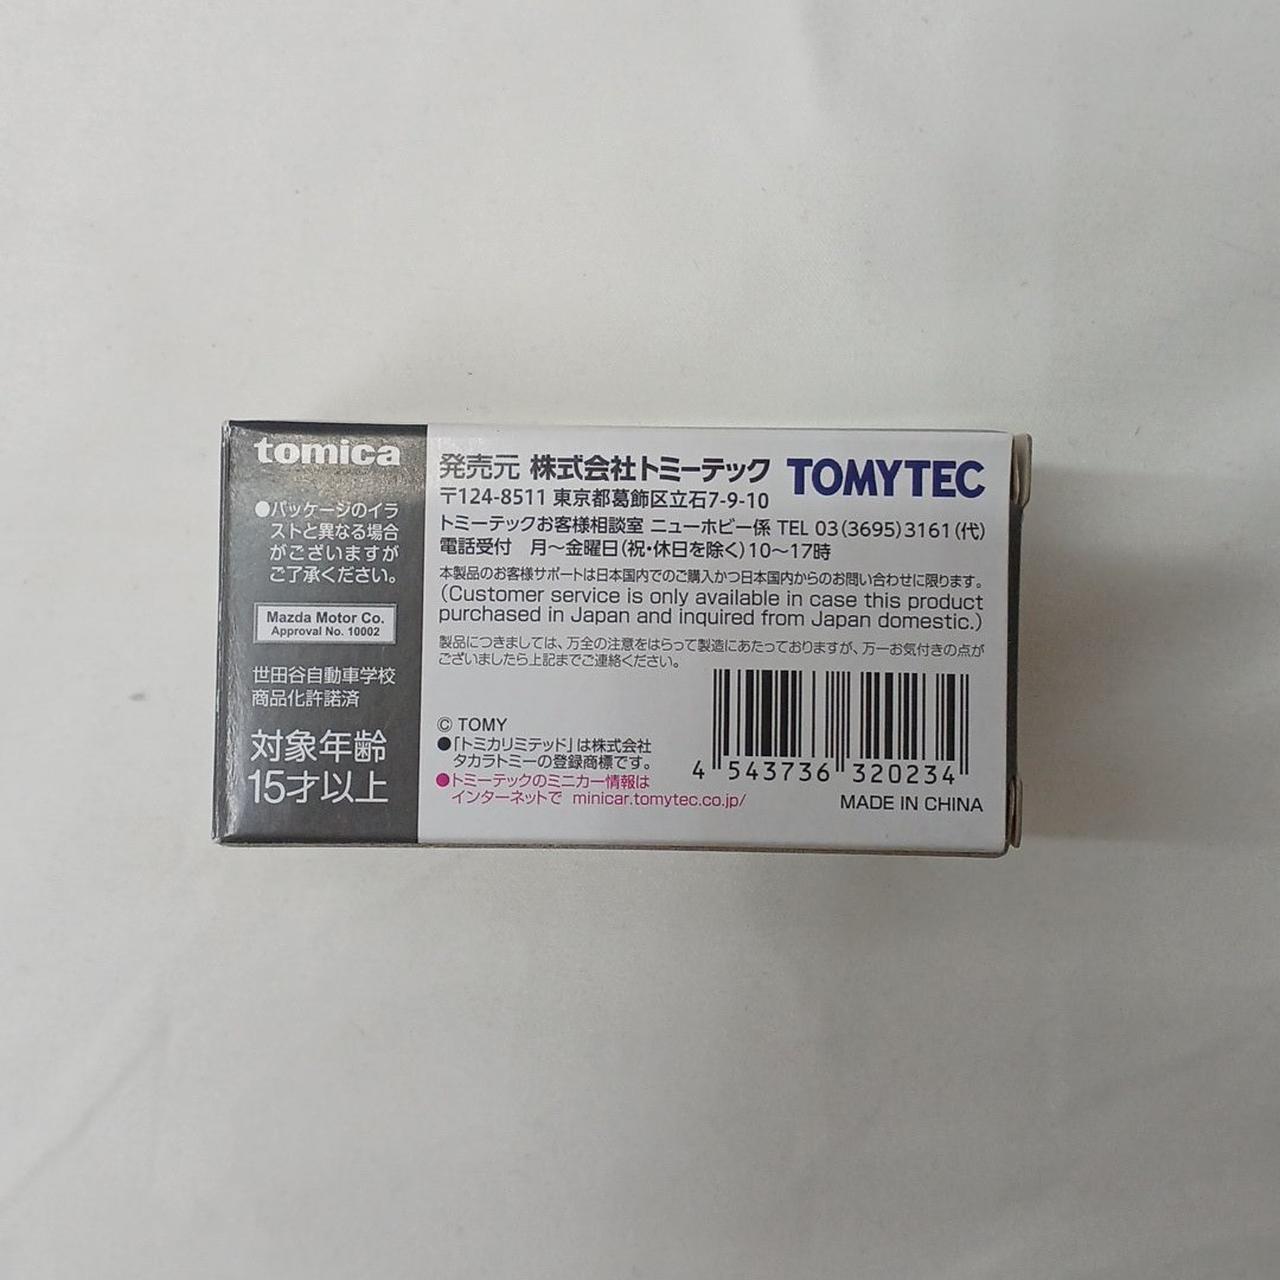 tomica
●パッケージのイラ
ストと異なる場合
がございますが
ご了承ください。
Mazda Motor Co.
Approval No. 10002
世田谷自動車学校
商品化許諾済
対象年齢
15才以上
発売元 株式会社トミーテック TOMYTEC
〒124-8511 東京都葛飾区立石7-9-10
トミーテックお客様相談室 ニューホビー係 TEL 03(3695)3161(代)
電話受付 月〜金曜日(祝・休日を除く)10〜17時
本製品のお客様サポートは日本国内でのご購入かつ日本国内からのお問い合わせに限ります。
(Customer service is only available in case this product
purchased in Japan and inquired from Japan domestic.)
製品につきましては、万全の注意をはらって製造にあたっておりますが、万一お気付きの点が
ございましたら上記までご連絡ください。
© TOMY
●「トミカリミテッド」は株式会社
タカラトミーの登録商標です。
●トミーテックのミニカー情報は
インターネットで minicar.tomytec.co.jp/
4 543736 320234
MADE IN CHINA